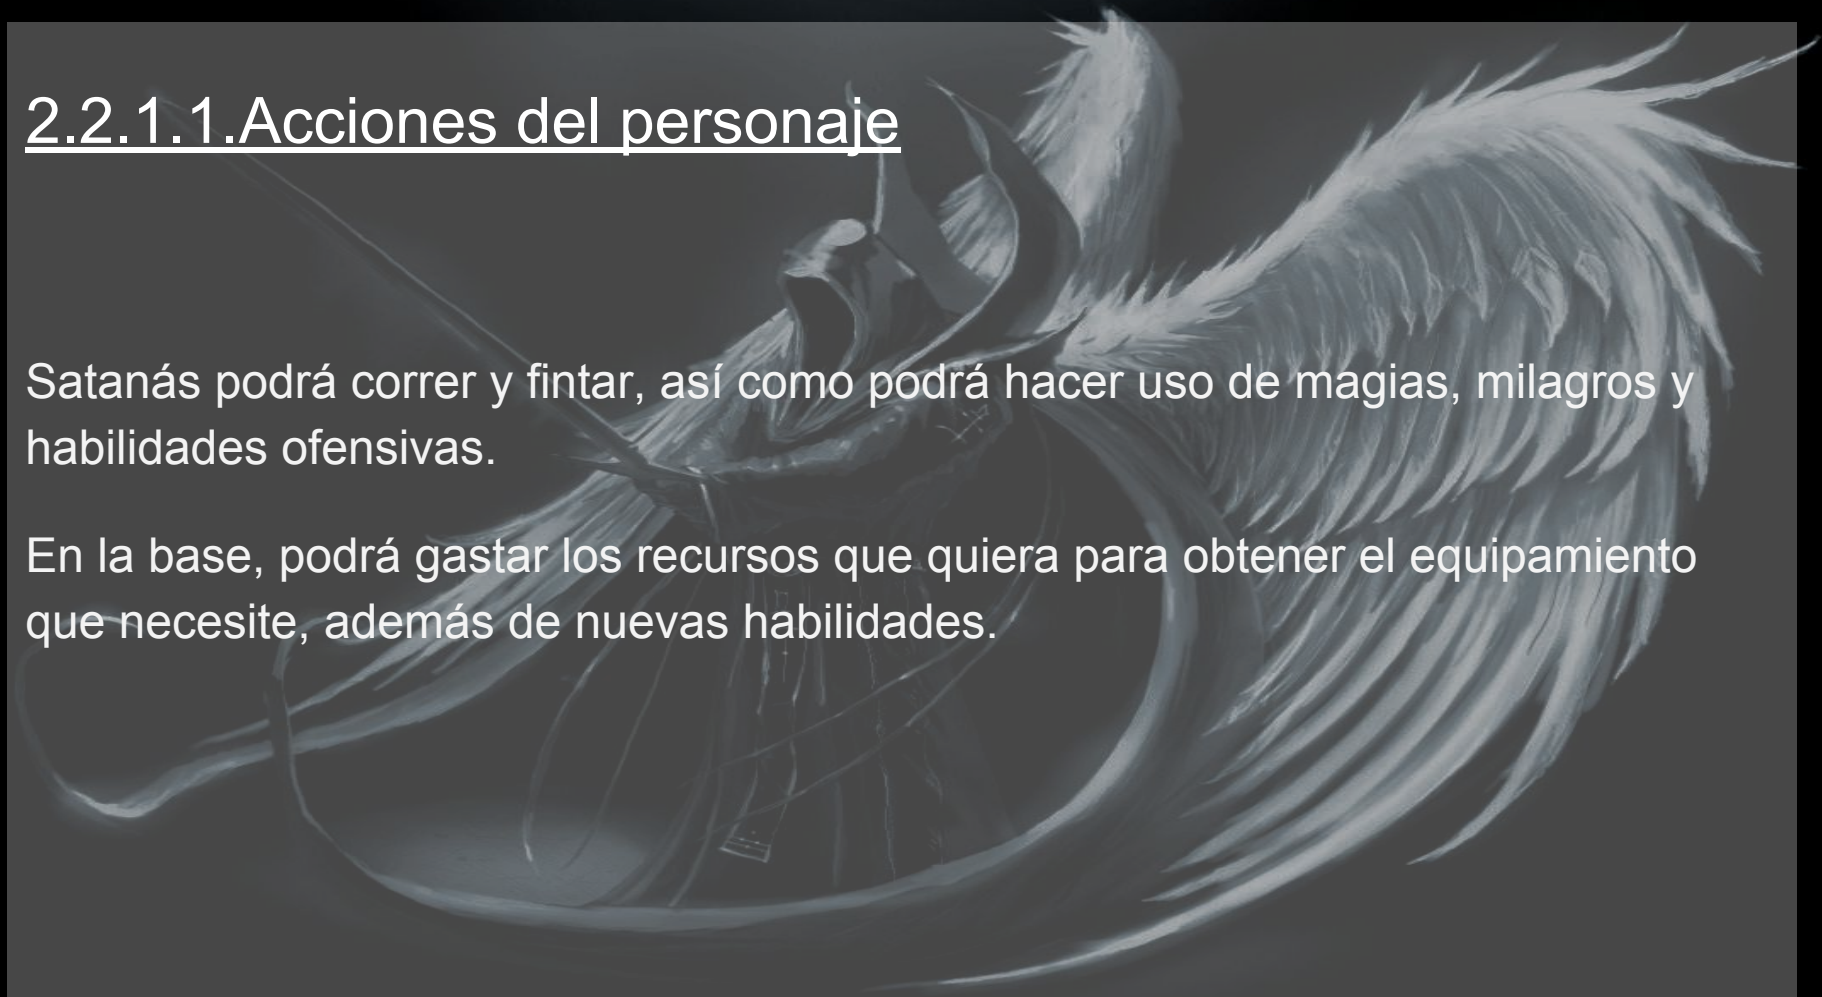 2.2.1.1.Acciones del personaje
Satanás podrá correr y fintar, así como podrá hacer uso de magias, milagros y
habilidades ofensivas.
En la base, podrá gastar los recursos que quiera para obtener el equipamiento
que necesite, además de nuevas habilidades.